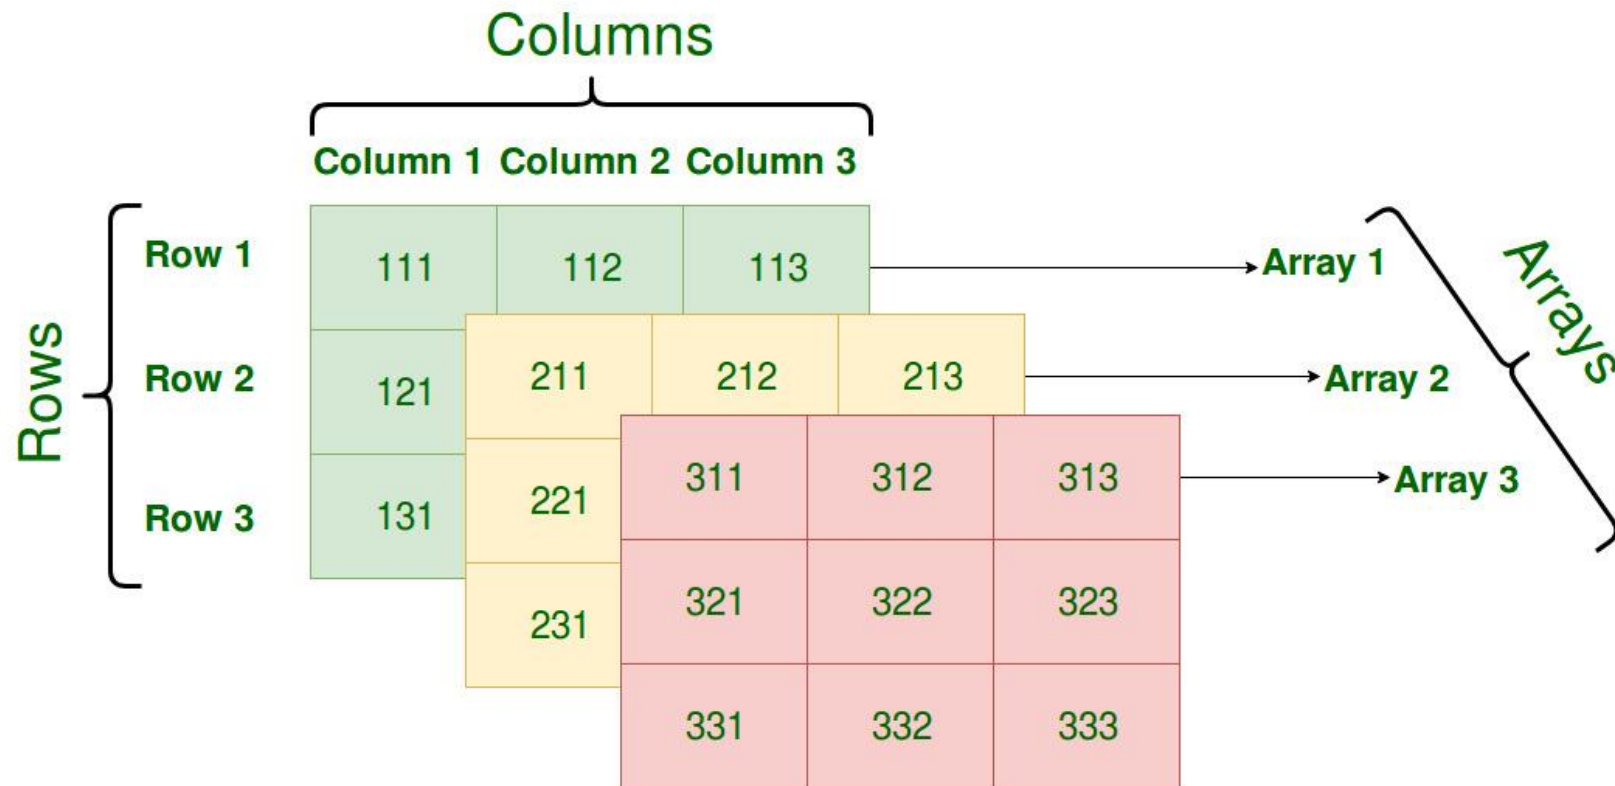 Columns
Column 1 Column 2 Column 3
Rows
Row 1
111 112 113
Array 1
Arrays
Row 2
121
211 212 213
Array 2
311 312 313
Array 3
Row 3
131
221
321 322 323
231
331 332 333